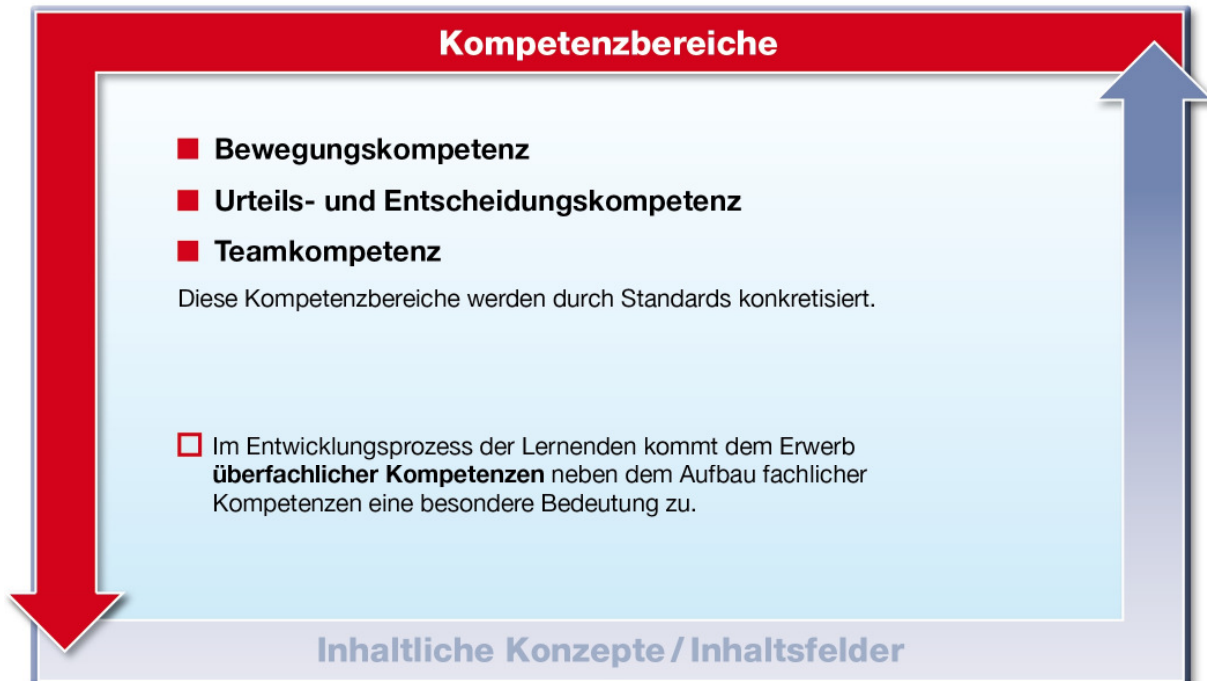 Kompetenzbereiche
Bewegungskompetenz
Urteils- und Entscheidungskompetenz
Teamkompetenz
Diese Kompetenzbereiche werden durch Standards konkretisiert.
Im Entwicklungsprozess der Lernenden kommt dem Erwerb
überfachlicher Kompetenzen neben dem Aufbau fachlicher
Kompetenzen eine besondere Bedeutung zu.
Inhaltliche Konzepte / Inhaltsfelder